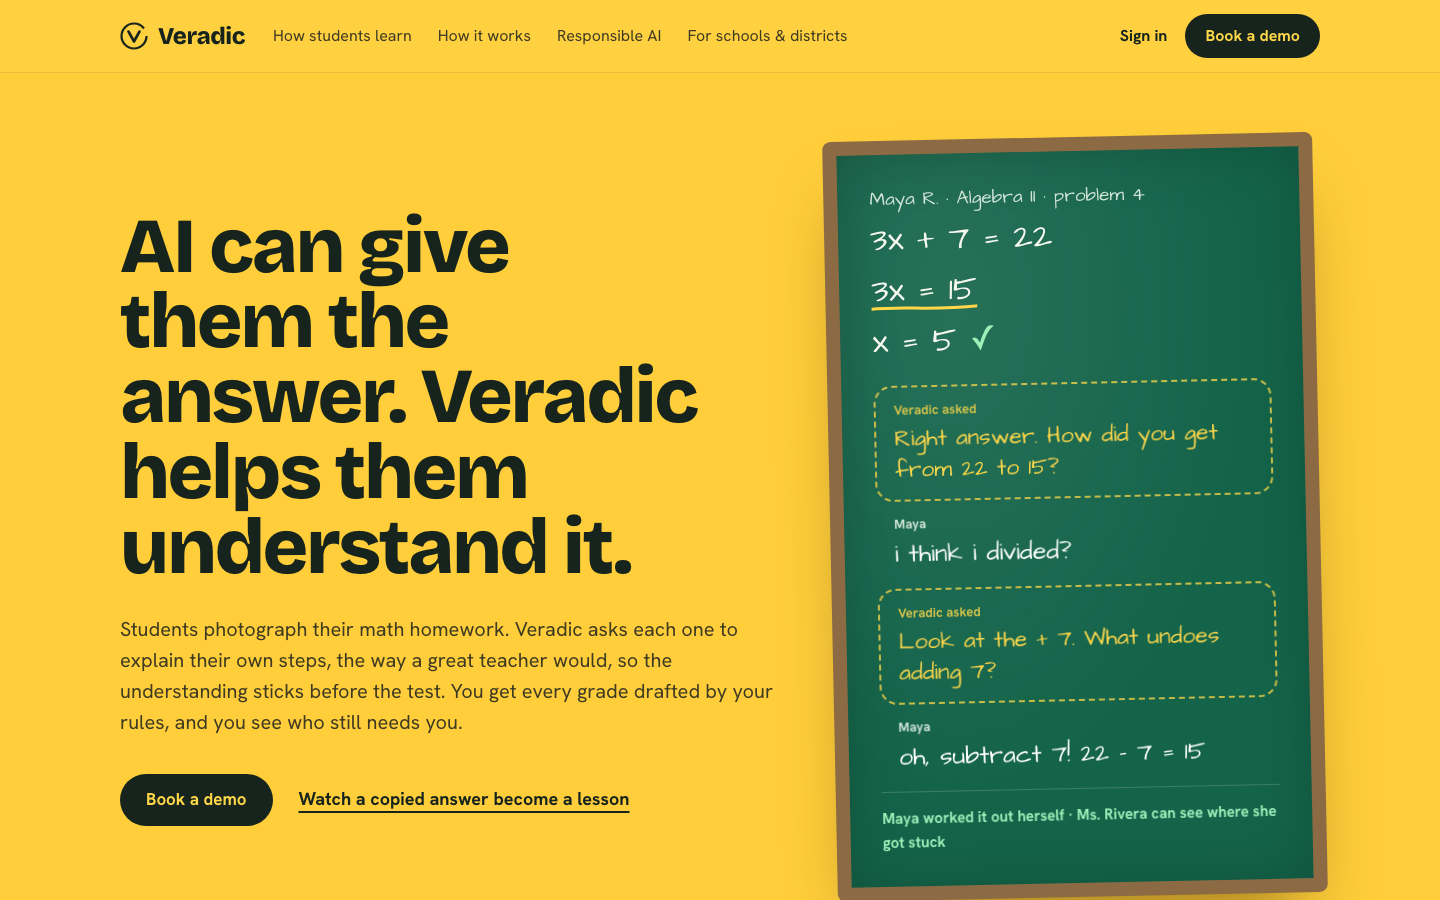 Veradic
How students learn
How it works
Responsible AI
For schools & districts
Sign in
Book a demo
AI can give
them the
answer. Veradic
helps them
understand it.
Students photograph their math homework. Veradic asks each one to
explain their own steps, the way a great teacher would, so the
understanding sticks before the test. You get every grade drafted by your
rules, and you see who still needs you.
Book a demo
Watch a copied answer become a lesson
Maya R. · Algebra II · problem 4
3x + 7 = 22
3x = 15
x = 5 ✓
Veradic asked
Right answer. How did you get
from 22 to 15?
Maya
i think i divided?
Veradic asked
Look at the + 7. What undoes
adding 7?
Maya
oh, subtract 7! 22 - 7 = 15
Maya worked it out herself · Ms. Rivera can see where she
got stuck